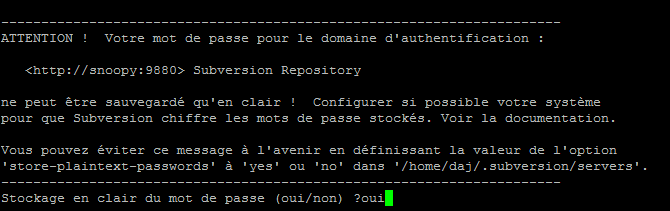 -----------------------------------------------------------------------
ATTENTION !  Votre mot de passe pour le domaine d'authentification :
<http://snoopy:9880> Subversion Repository
ne peut être sauvegardé qu'en clair !  Configurer si possible votre système
pour que Subversion chiffre les mots de passe stockés. Voir la documentation.
Vous pouvez éviter ce message à l'avenir en définissant la valeur de l'option
'store-plaintext-passwords' à 'yes' ou 'no' dans '/home/daj/.subversion/servers'.
-----------------------------------------------------------------------
Stockage en clair du mot de passe (oui/non) ?oui